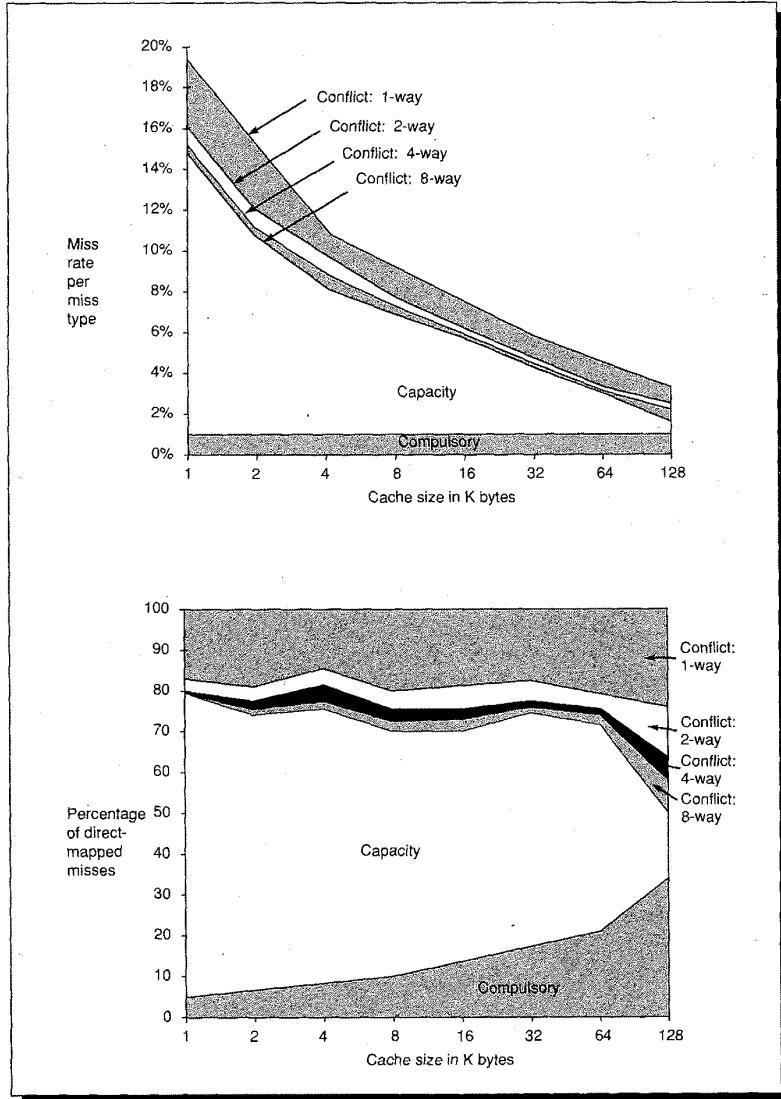 20%
18%
16%
14%
12%
10%
8%
6%
4%
2%
0%
Miss
rate
per
miss
type
Conflict: 1-way
Conflict: 2-way
Conflict: 4-way
Conflict: 8-way
Capacity
Compulsory
1 2 4 8 16 32 64 128
Cache size in K bytes
100
90
80
70
60
50
40
30
20
10
0
Percentage
of direct-
mapped
misses
Conflict:
1-way
Conflict:
2-way
Conflict:
4-way
Conflict:
8-way
Capacity
Compulsory
1 2 4 8 16 32 64 128
Cache size in K bytes